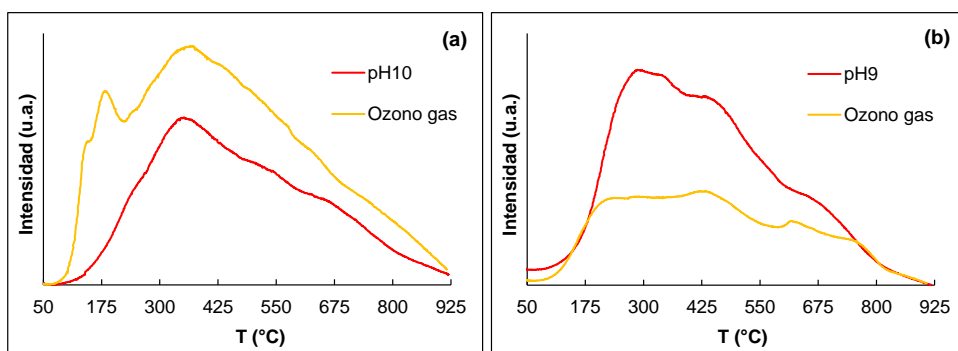 (a)
pH10
Ozono gas
Intensidad (u.a.)
50 175 300 425 550 675 800 925
T (°C)
(b)
pH9
Ozono gas
Intensidad (u.a.)
50 175 300 425 550 675 800 925
T (°C)